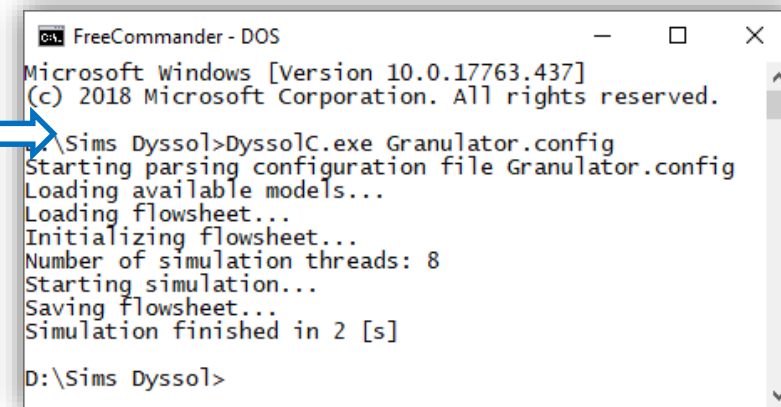 FreeCommander - DOS
Microsoft Windows [Version 10.0.17763.437]
(c) 2018 Microsoft Corporation. All rights reserved.
:\Sims Dyssol>DyssolC.exe Granulator.config
Starting parsing configuration file Granulator.config
Loading available models...
Loading flowsheet...
Initializing flowsheet...
Number of simulation threads: 8
Starting simulation...
Saving flowsheet...
Simulation finished in 2 [s]
D:\Sims Dyssol>